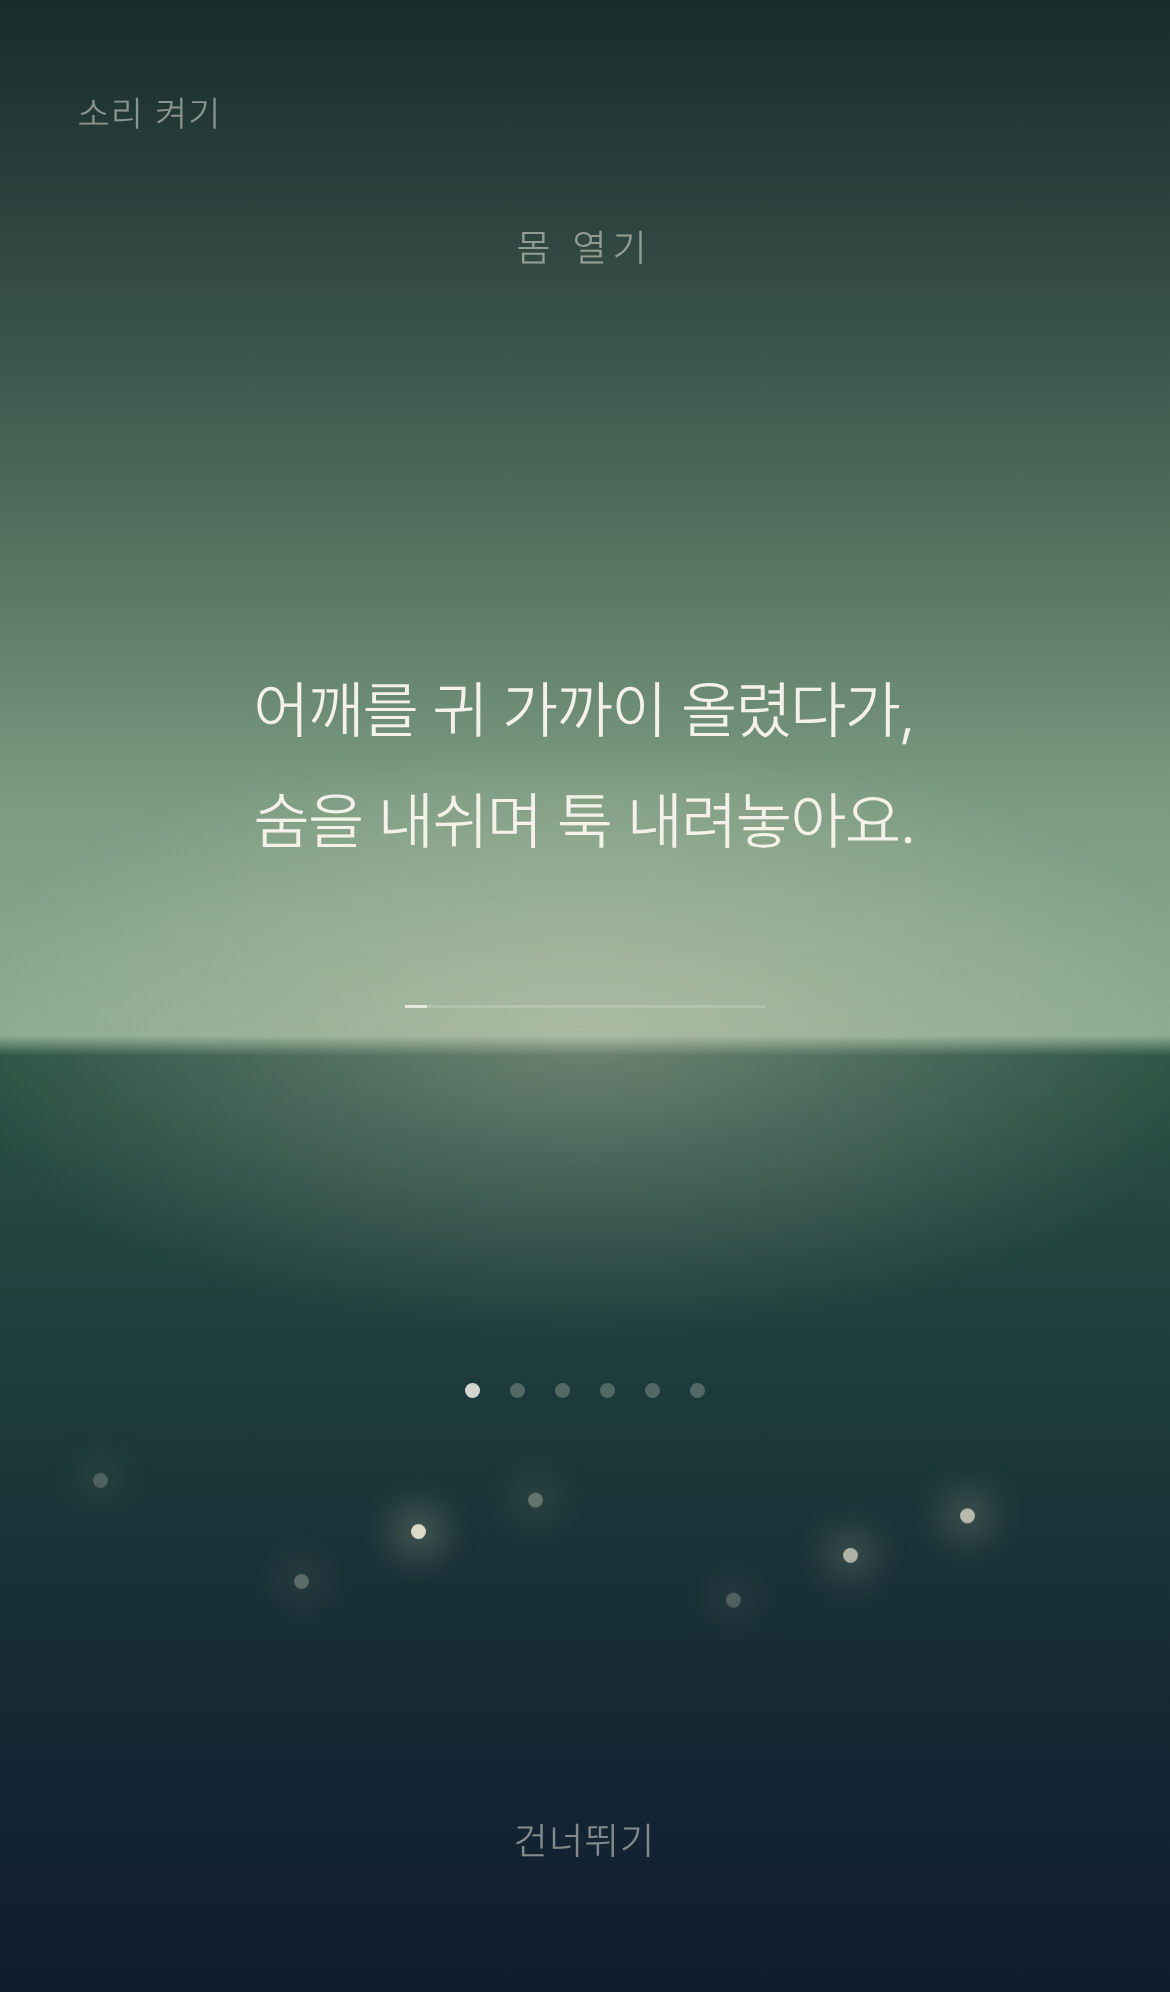 소리 켜기
몸 열기
어깨를 귀 가까이 올렸다가,
숨을 내쉬며 툭 내려놓아요.
건너뛰기